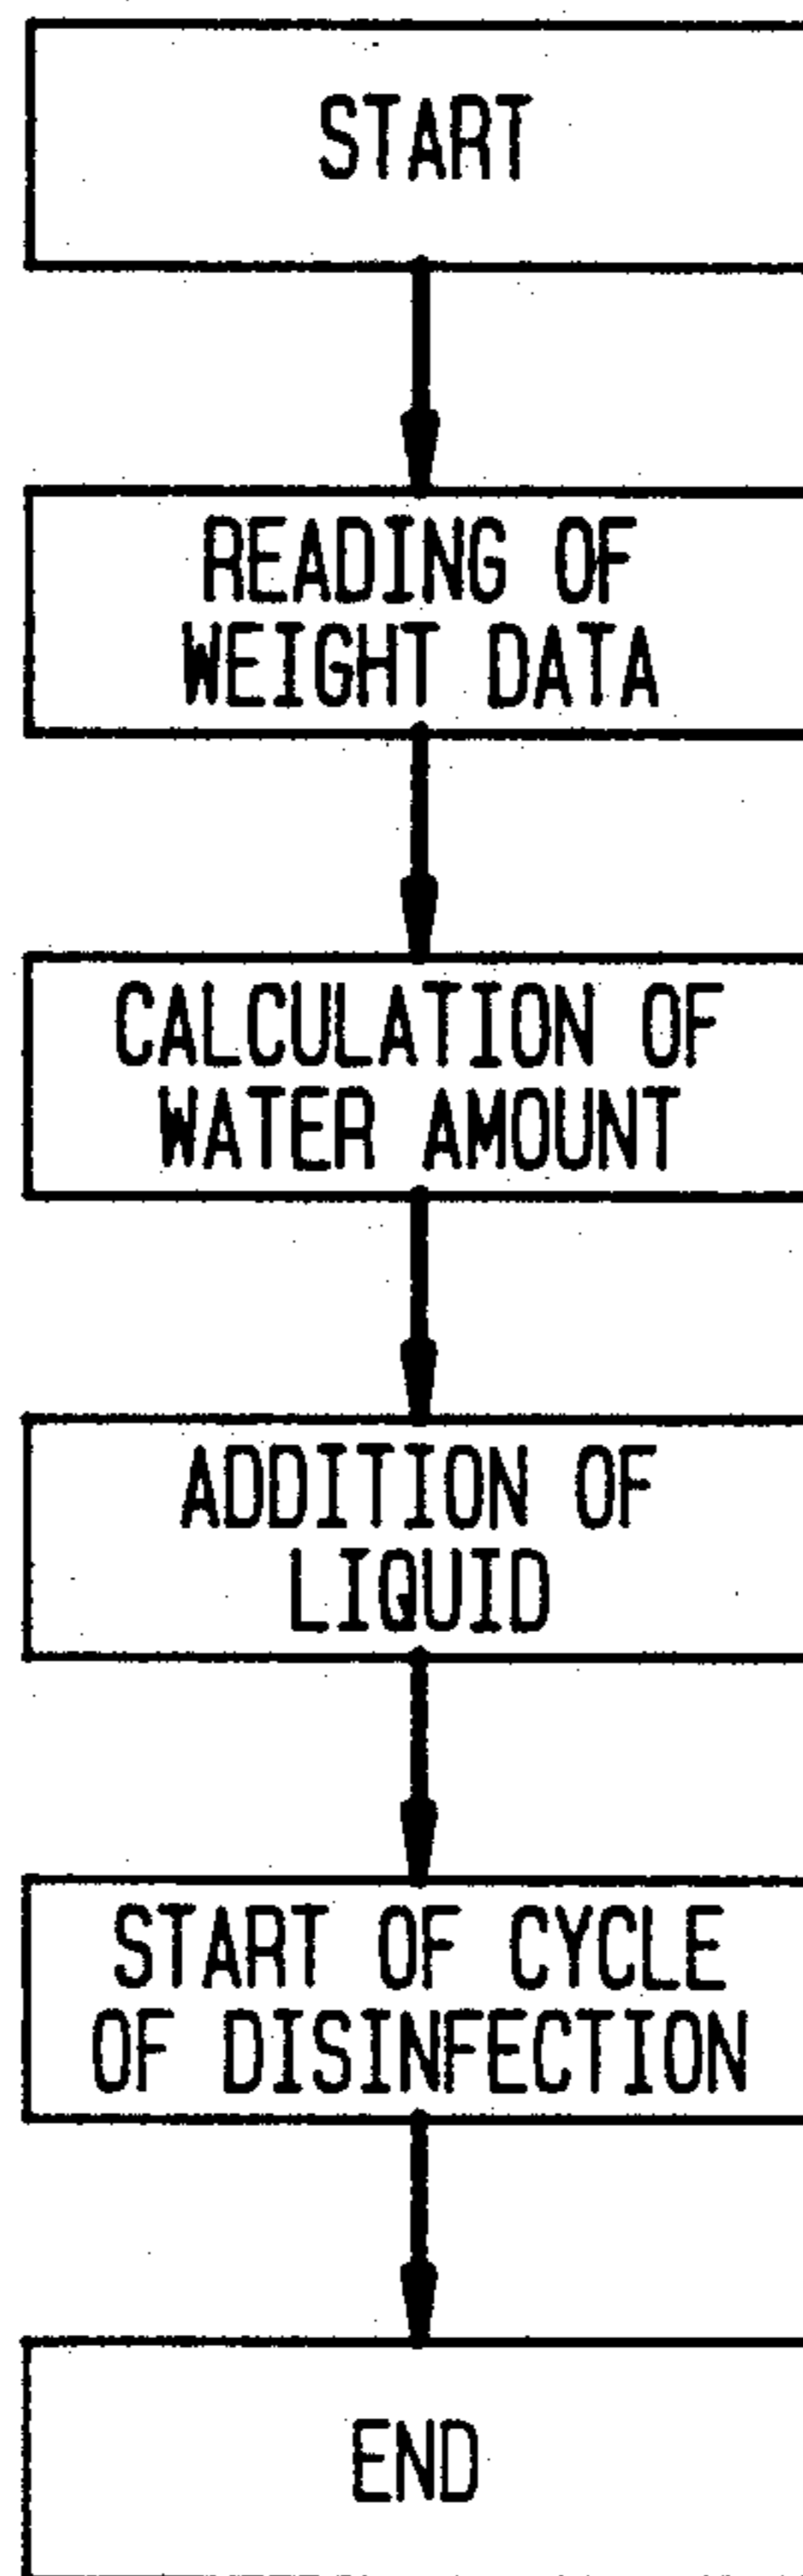 START
READING OF
WEIGHT DATA
CALCULATION OF
WATER AMOUNT
ADDITION OF
LIQUID
START OF CYCLE
OF DISINFECTION
END